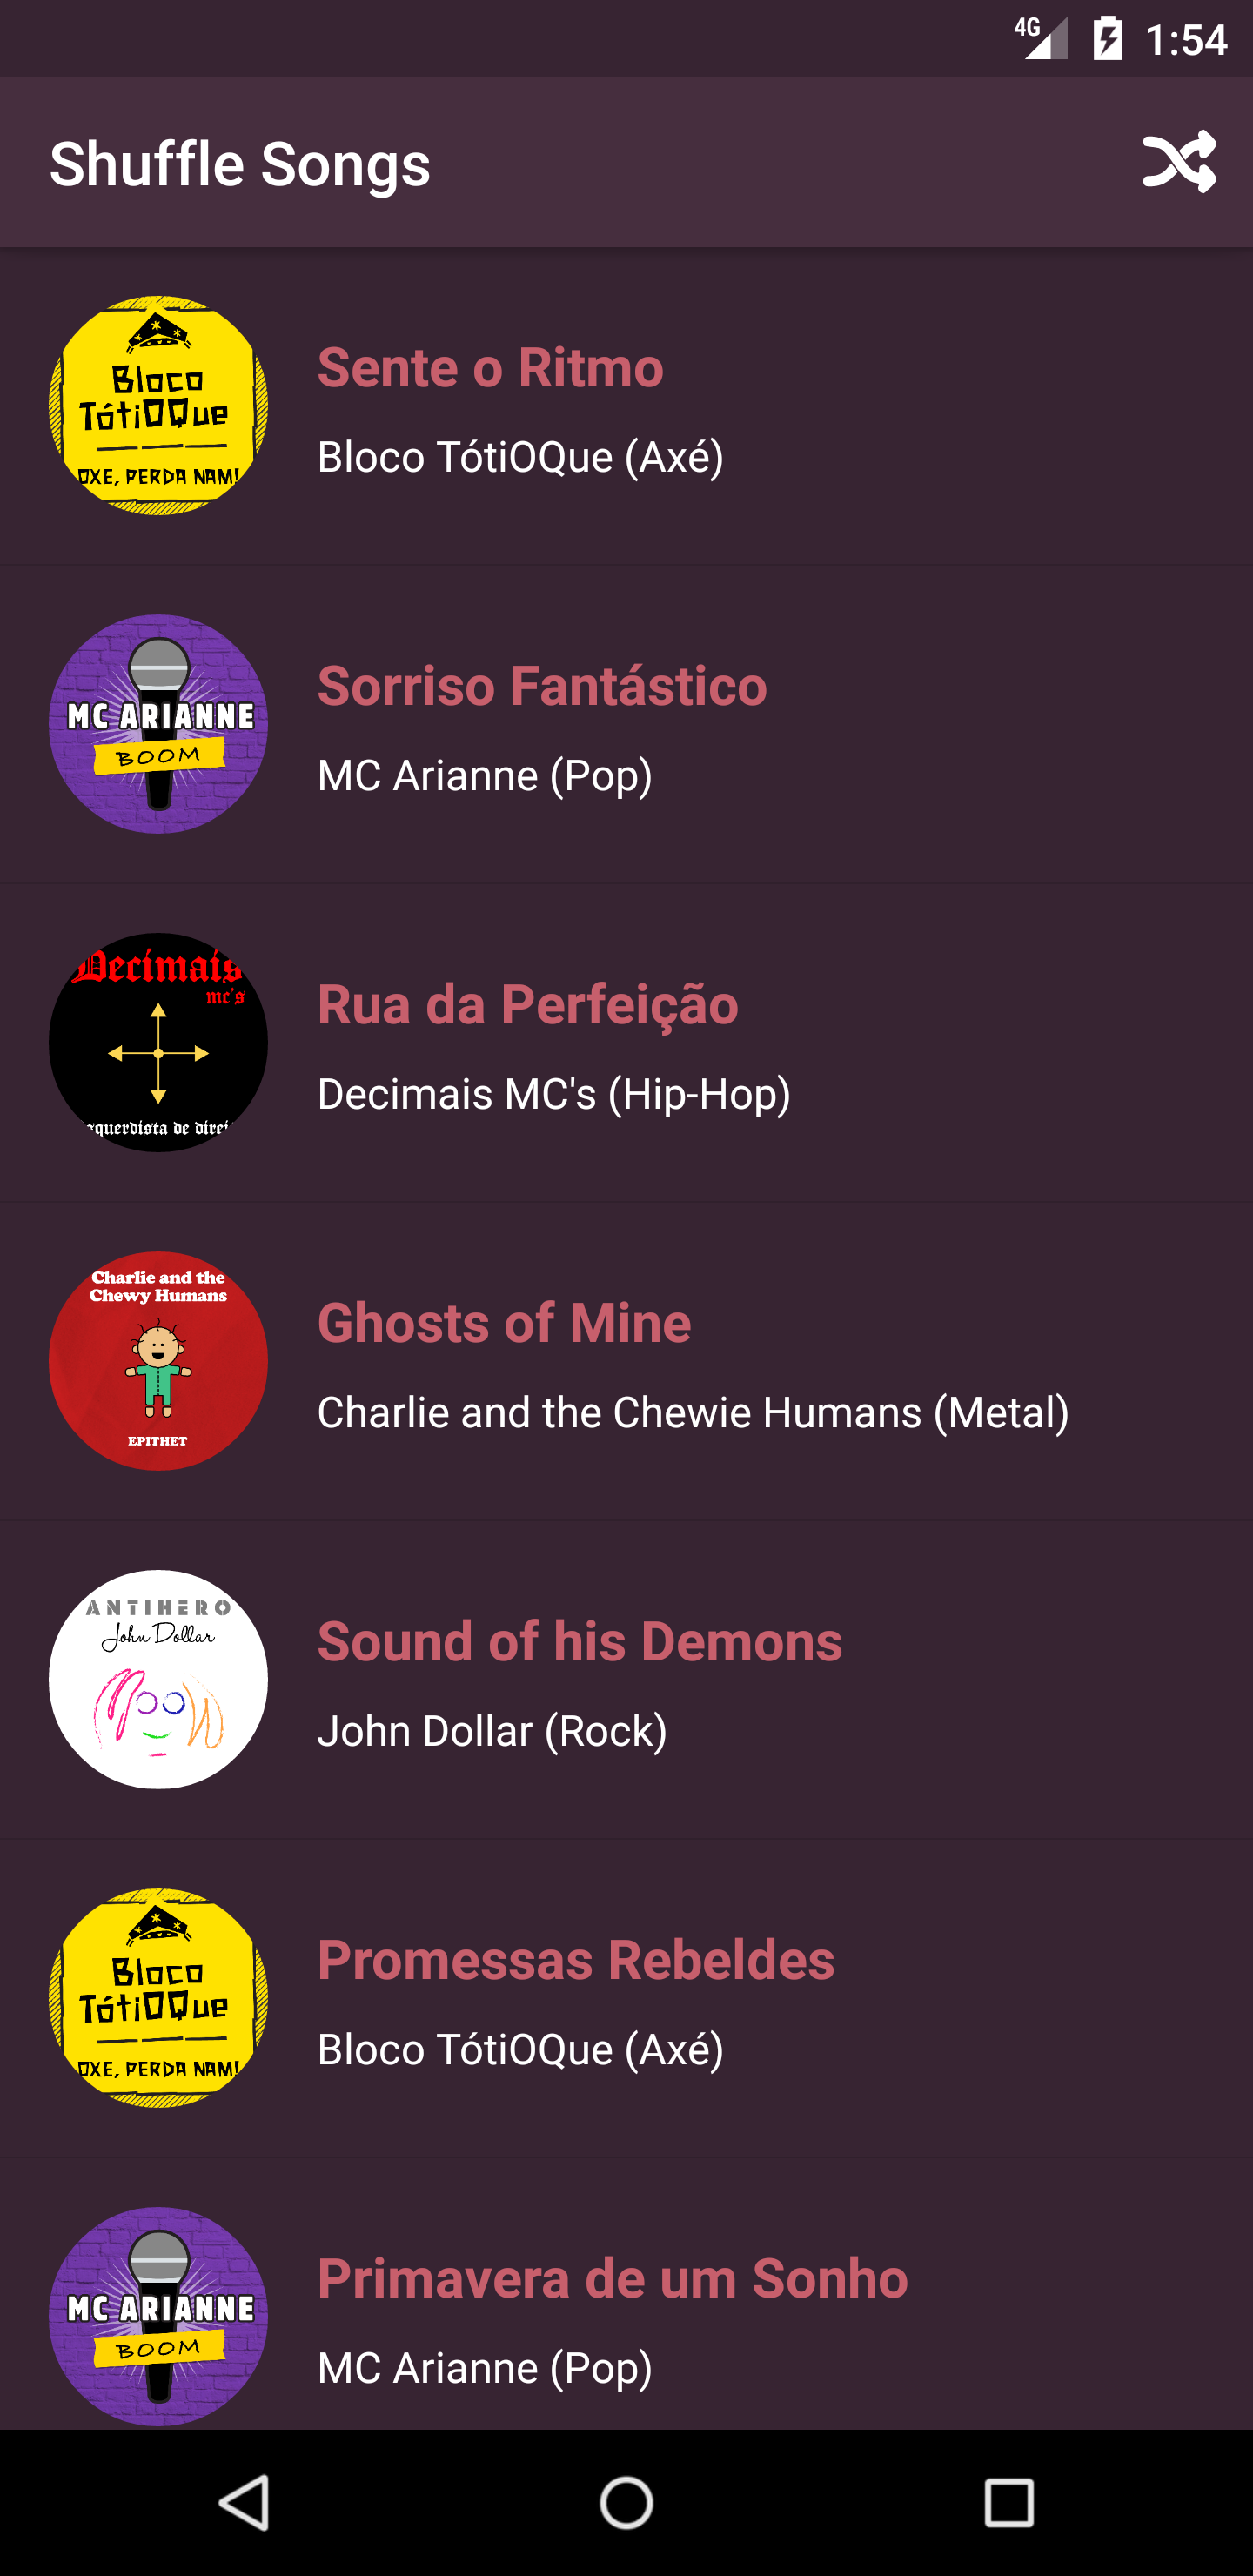 4G 1:54
Shuffle Songs
Bloco
TótiOQue
OXE, PERDA NAM!
Sente o Ritmo
Bloco TótiOQue (Axé)
MC ARIANNE
BOOM
Sorriso Fantástico
MC Arianne (Pop)
Decimais
mc's
squerdista de direi
Rua da Perfeição
Decimais MC's (Hip-Hop)
Charlie and the
Chewy Humans
EPITHET
Ghosts of Mine
Charlie and the Chewie Humans (Metal)
ANTIHERO
John Dollar
Sound of his Demons
John Dollar (Rock)
Bloco
TótiOQue
OXE, PERDA NAM!
Promessas Rebeldes
Bloco TótiOQue (Axé)
MC ARIANNE
BOOM
Primavera de um Sonho
MC Arianne (Pop)